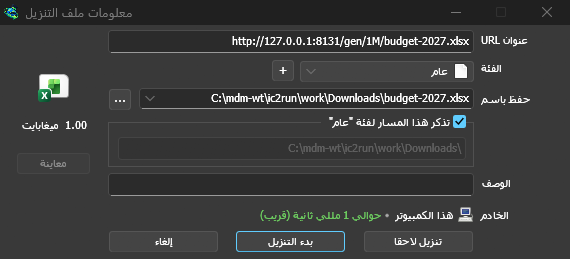 معلومات ملف التنزيل
عنوان URL
http://127.0.0.1:8131/gen/1M/budget-2027.xlsx
الفئة
عام
+
حفظ باسم
C:\mdm-wt\ic2run\work\Downloads\budget-2027.xlsx
...
تذكر هذا المسار لفئة "عام"
C:\mdm-wt\ic2run\work\Downloads\
1.00 ميغابايت
معاينة
الوصف
الخادم
هذا الكمبيوتر • حوالي 1 مللي ثانية (قريب)
تنزيل لاحقا
بدء التنزيل
إلغاء